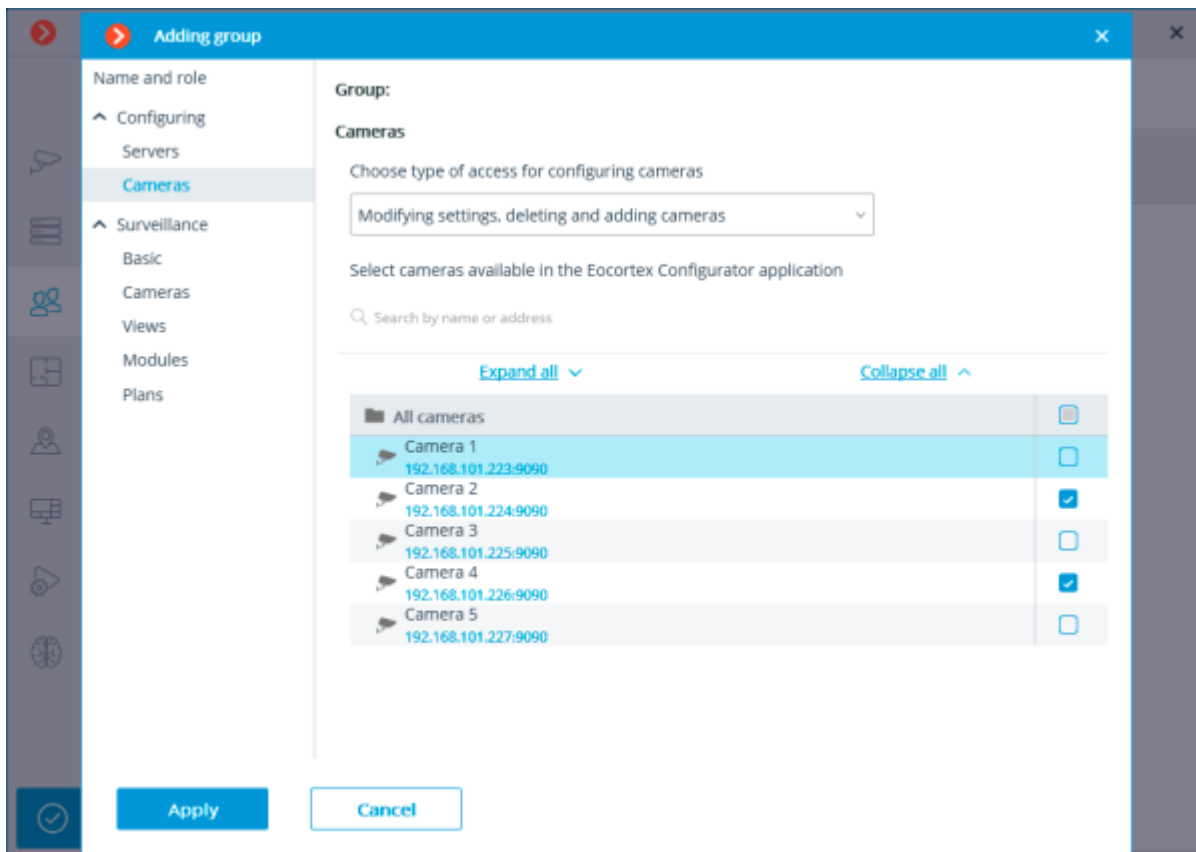 Adding group
Name and role
Configuring
Servers
Cameras
Surveillance
Basic
Cameras
Views
Modules
Plans
Group:
Cameras
Choose type of access for configuring cameras
Modifying settings, deleting and adding cameras
Select cameras available in the Eocortex Configurator application
Search by name or address
Expand all
Collapse all
All cameras
Camera 1
192.168.101.223:9090
Camera 2
192.168.101.224:9090
Camera 3
192.168.101.225:9090
Camera 4
192.168.101.226:9090
Camera 5
192.168.101.227:9090
Apply
Cancel